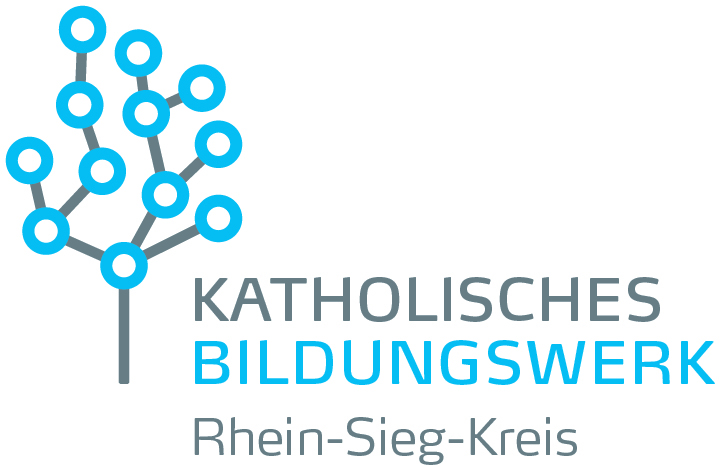 KATHOLISCHES
BILDUNGSWERK
Rhein-Sieg-Kreis